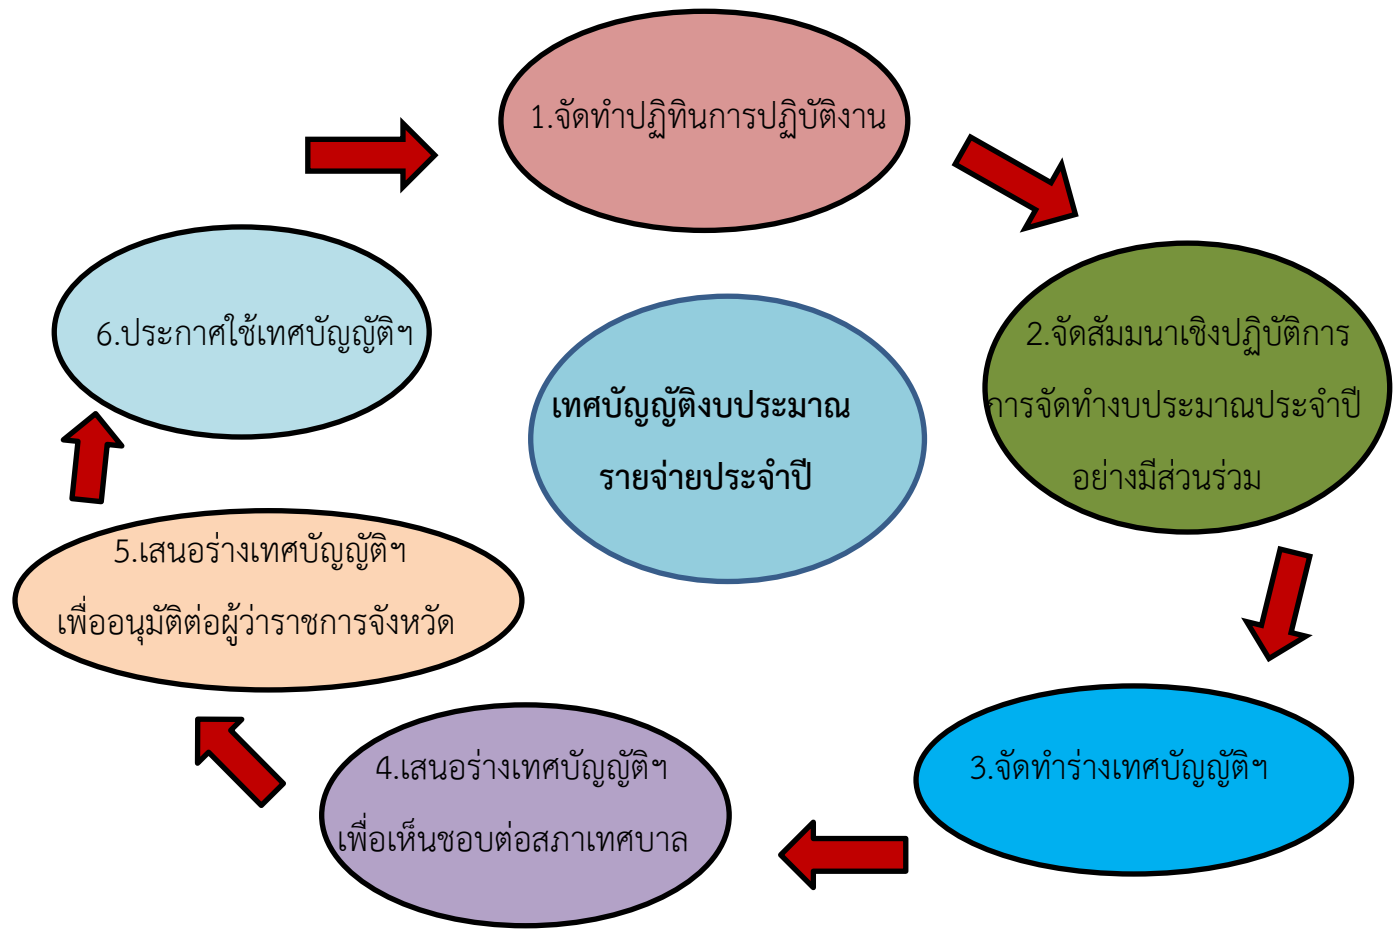 1.จัดทำปฏิทินการปฏิบัติงาน
2.จัดสัมมนาเชิงปฏิบัติการ
การจัดทำงบประมาณประจำปี
อย่างมีส่วนร่วม
3.จัดทำร่างเทศบัญญัติฯ
4.เสนอร่างเทศบัญญัติฯ
เพื่อเห็นชอบต่อสภาเทศบาล
5.เสนอร่างเทศบัญญัติฯ
เพื่ออนุมัติต่อผู้ว่าราชการจังหวัด
6.ประกาศใช้เทศบัญญัติฯ
เทศบัญญัติงบประมาณ
รายจ่ายประจำปี